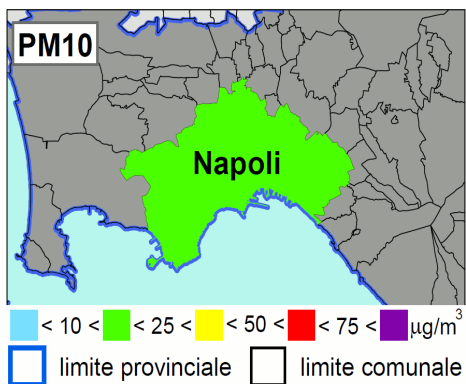 PM10
Napoli
< 10 < < 25 < < 50 < < 75 < µg/m³
limite provinciale limite comunale